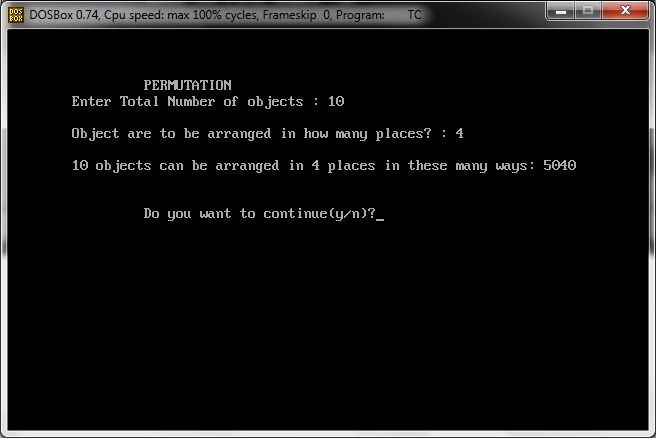 DOS BOX DOSBox 0.74, Cpu speed: max 100% cycles, Frameskip 0, Program: TC
PERMUTATION
Enter Total Number of objects : 10
Object are to be arranged in how many places? : 4
10 objects can be arranged in 4 places in these many ways: 5040
Do you want to continue(y/n)?_